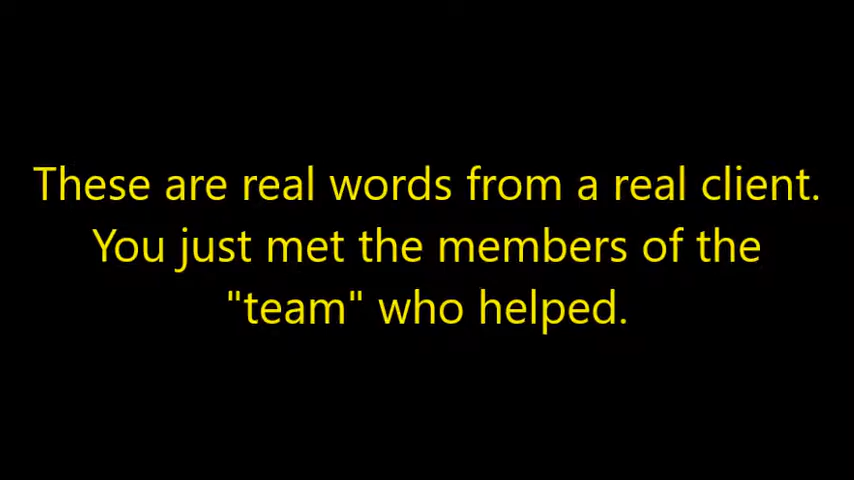 These are real words from a real client.
You just met the members of the
"team" who helped.